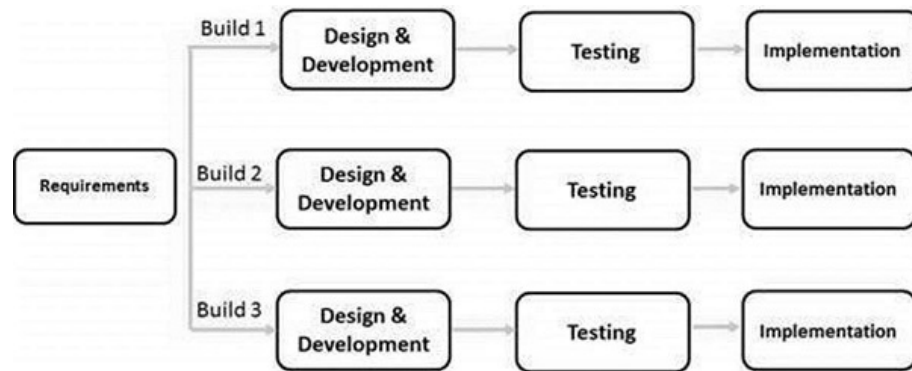 Build 1
Design &
Development
Testing
Implementation
Requirements
Build 2
Design &
Development
Testing
Implementation
Build 3
Design &
Development
Testing
Implementation